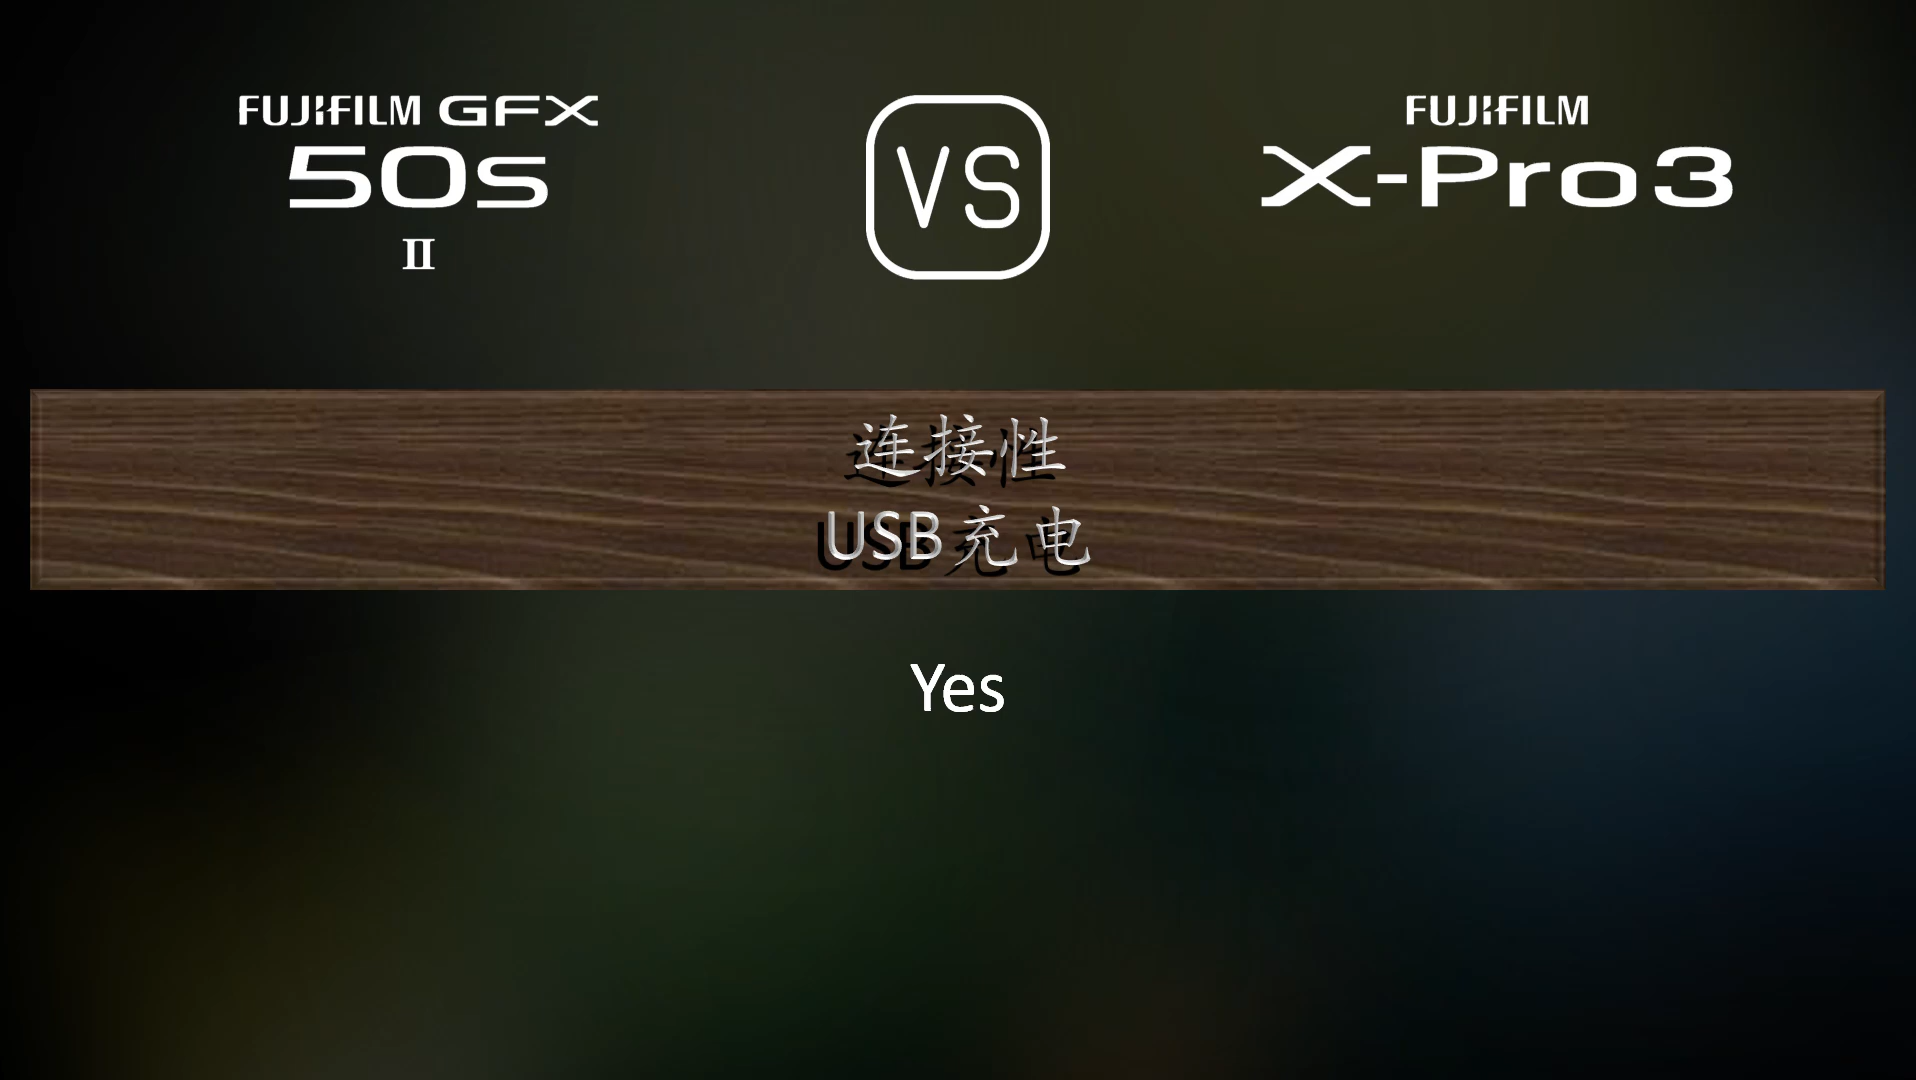 FUJIFILM GFX
50s
II
VS
FUJIFILM
X-Pro3
连接性
USB充电
Yes